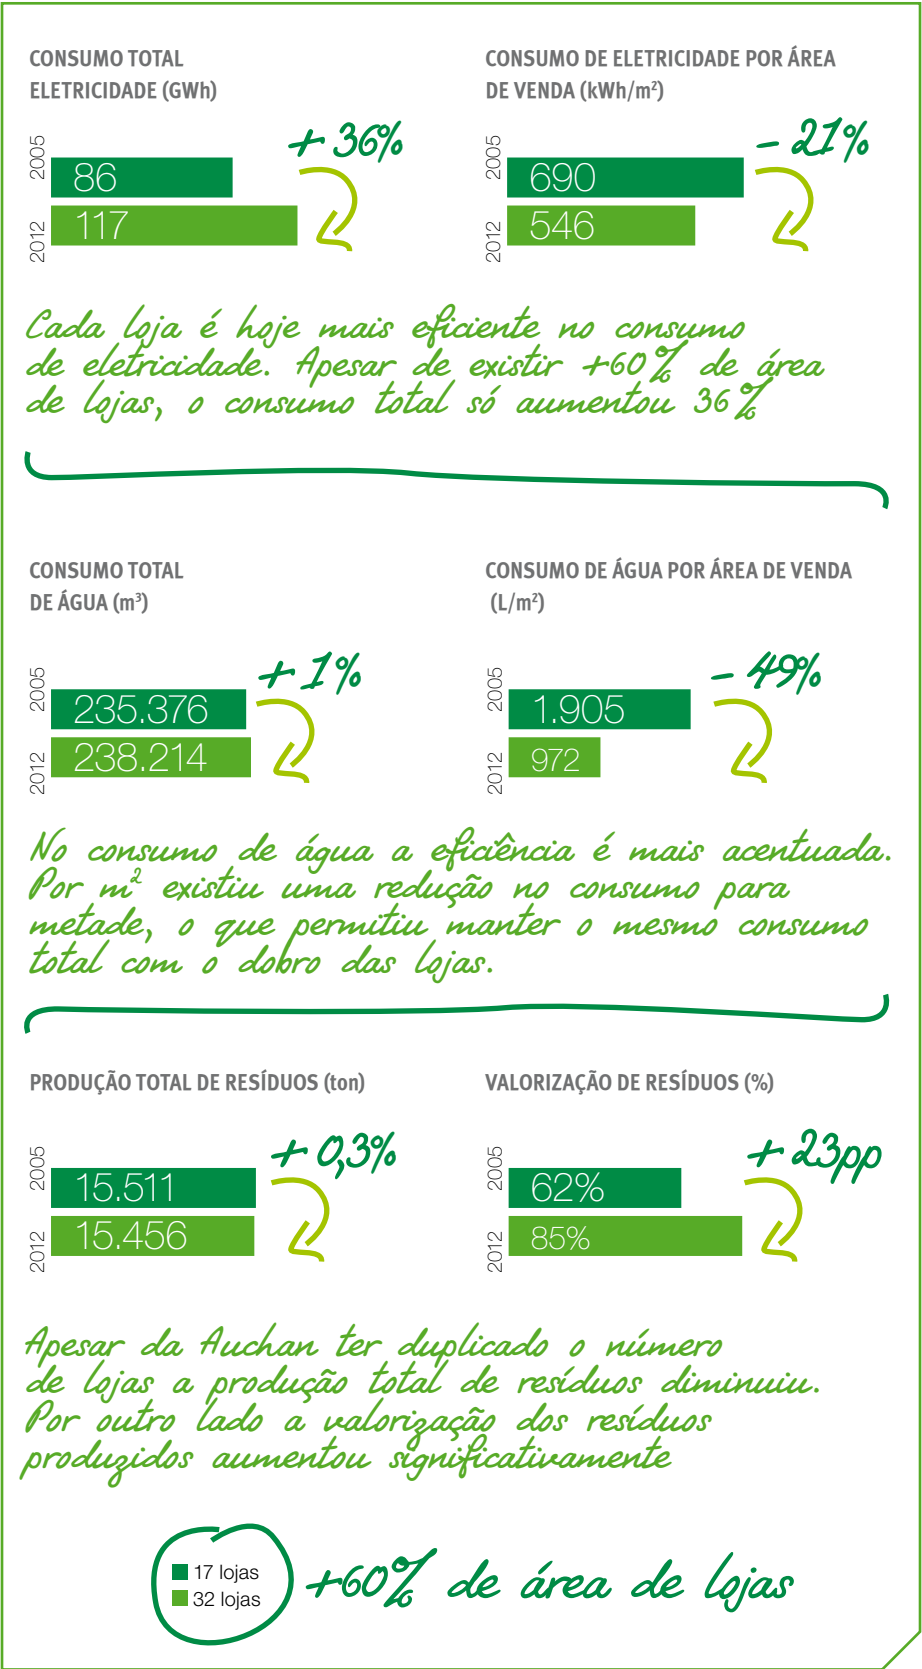 CONSUMO TOTAL
ELETRICIDADE (GWh)
+ 36%
2005
86
2012
117
CONSUMO DE ELETRICIDADE POR ÁREA
DE VENDA (kWh/m²)
- 21%
2005
690
2012
546
Cada loja é hoje mais eficiente no consumo
de eletricidade. Apesar de existir +60% de área
de lojas, o consumo total só aumentou 36%
CONSUMO TOTAL
DE ÁGUA (m³)
+ 1%
2005
235.376
2012
238.214
CONSUMO DE ÁGUA POR ÁREA DE VENDA
(L/m²)
- 49%
2005
1.905
2012
972
No consumo de água a eficiência é mais acentuada.
Por m² existiu uma redução no consumo para
metade, o que permitiu manter o mesmo consumo
total com o dobro das lojas.
PRODUÇÃO TOTAL DE RESÍDUOS (ton)
+ 0,3%
2005
15.511
2012
15.456
VALORIZAÇÃO DE RESÍDUOS (%)
+ 23pp
2005
62%
2012
85%
Apesar da Auchan ter duplicado o número
de lojas a produção total de resíduos diminuiu.
Por outro lado a valorização dos resíduos
produzidos aumentou significativamente
17 lojas
32 lojas
+60% de área de lojas